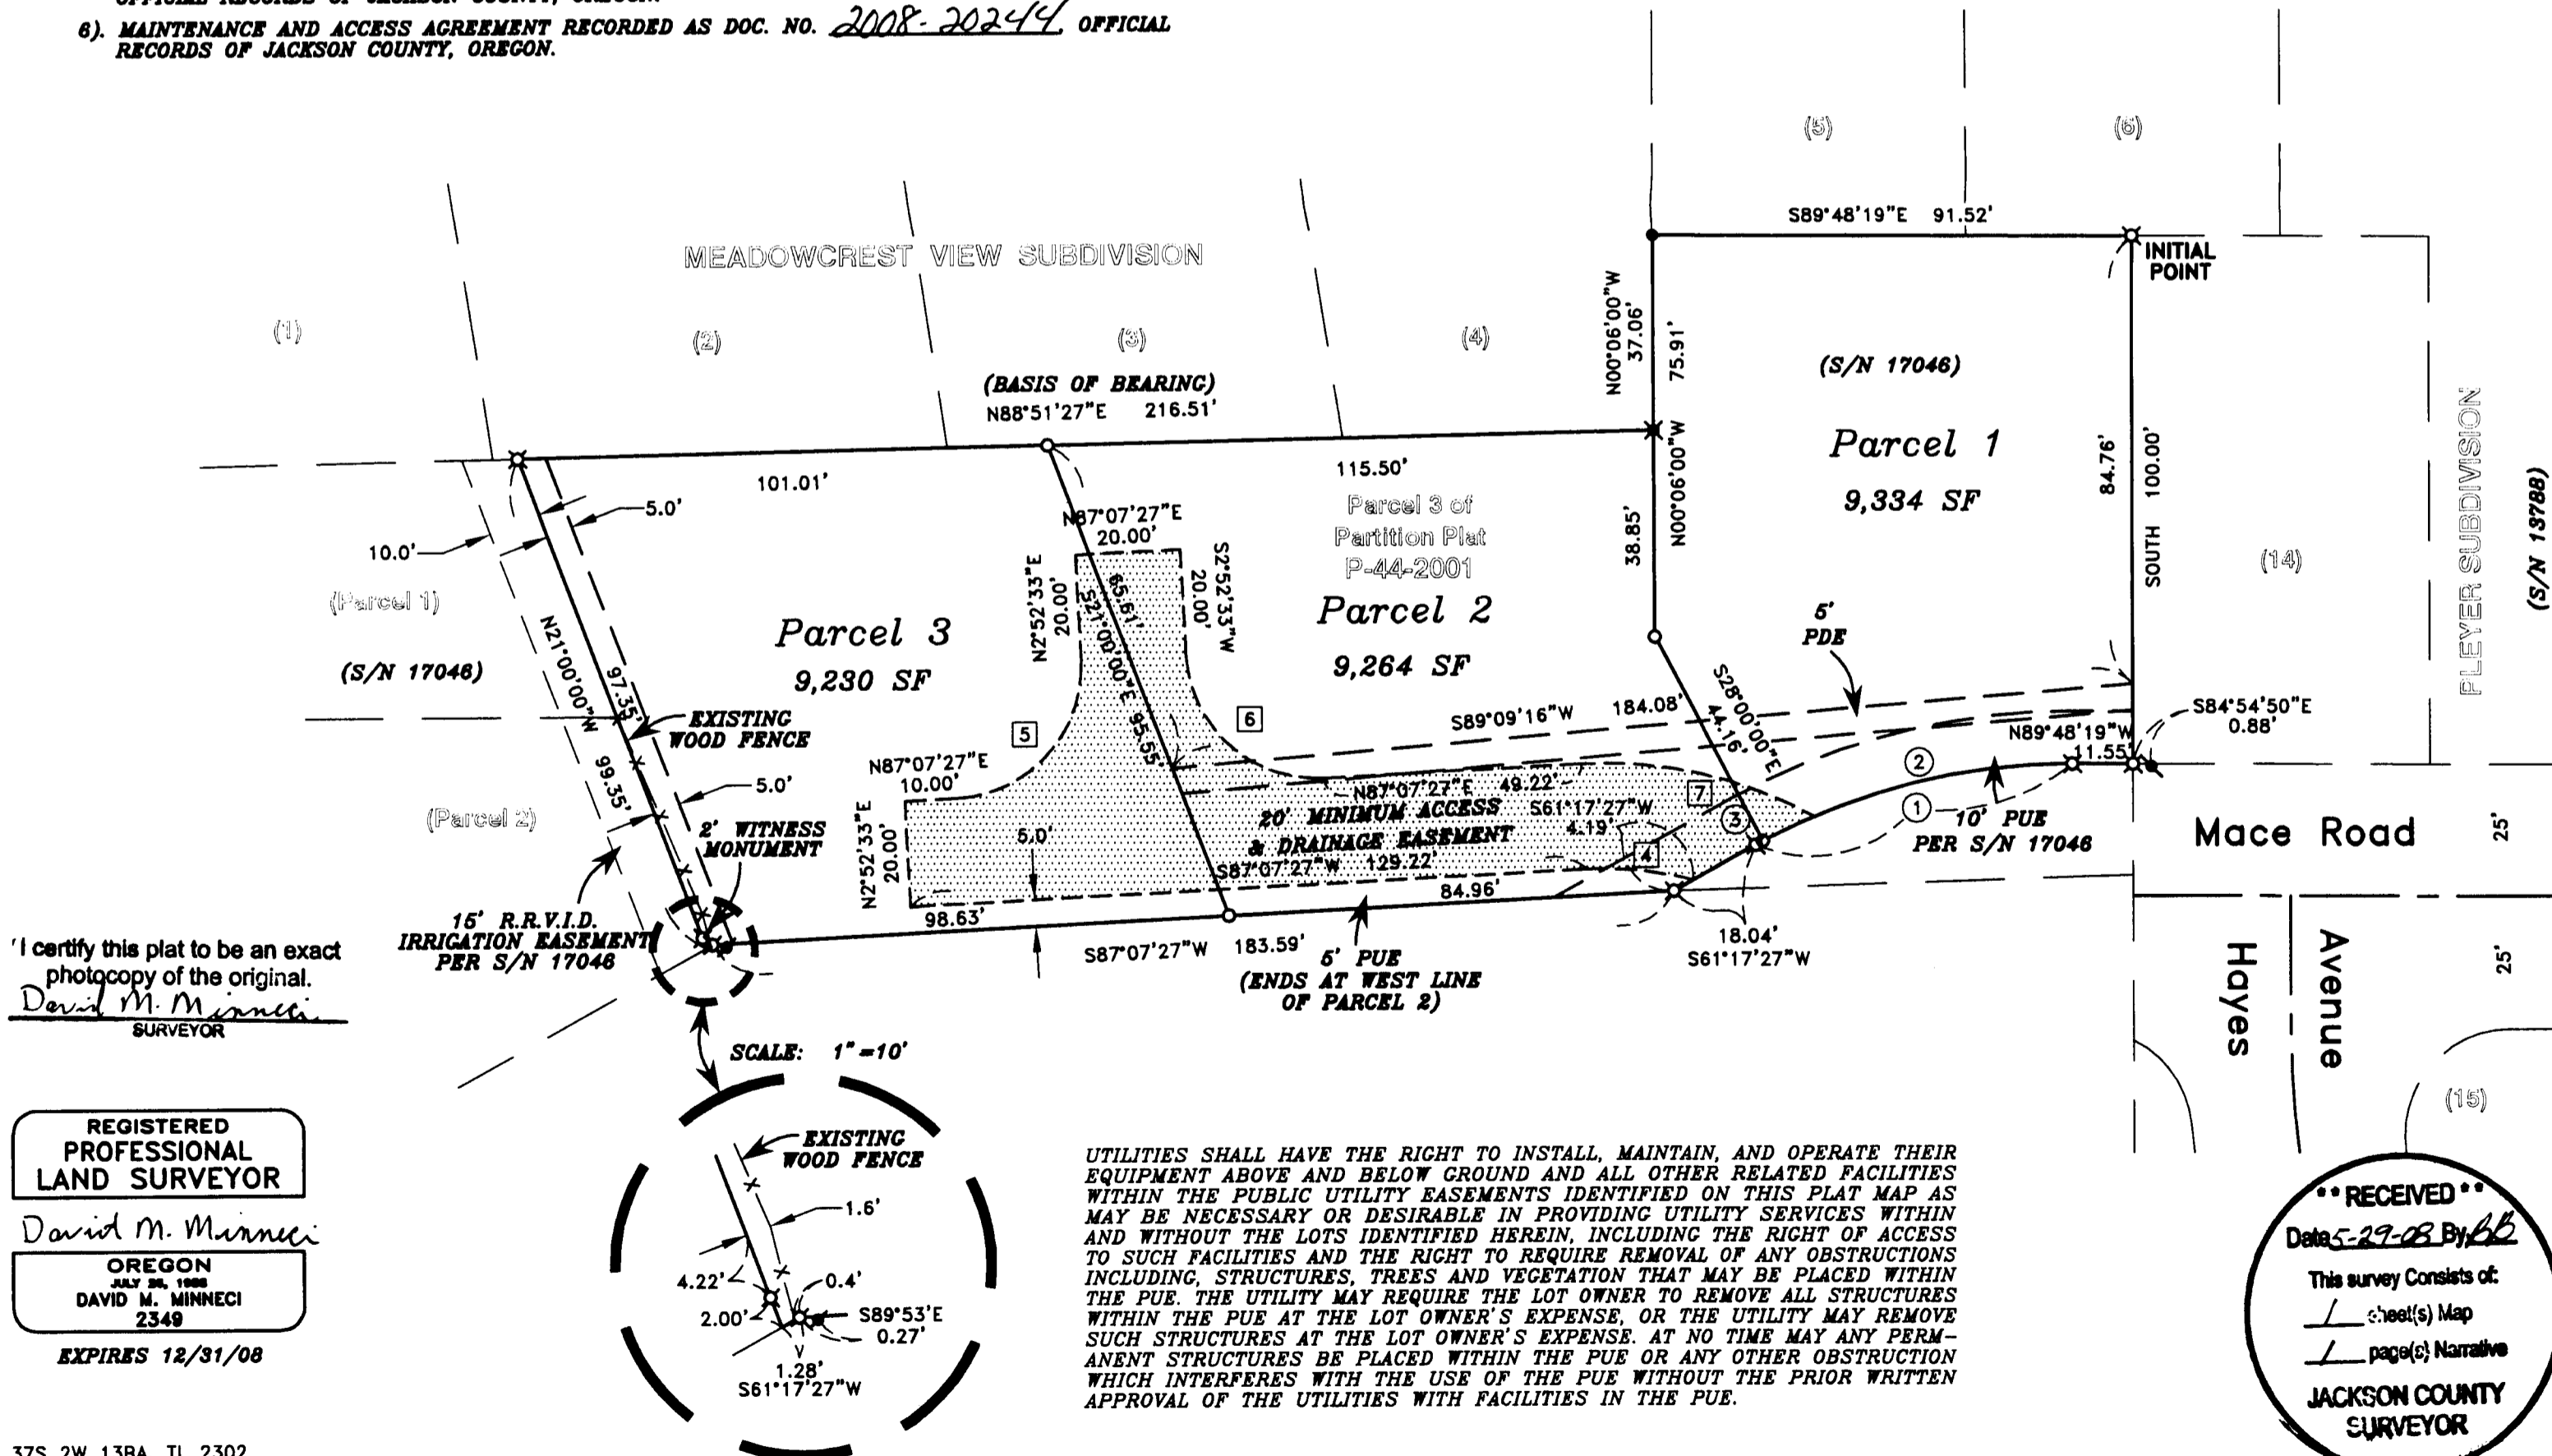 OFFICIAL RECORDS OF JACKSON COUNTY, OREGON.
6). MAINTENANCE AND ACCESS AGREEMENT RECORDED AS DOC. NO. 2008-20244, OFFICIAL
RECORDS OF JACKSON COUNTY, OREGON.
(5)
(6)
S89°48'19"E 91.52'
INITIAL
POINT
MEADOWCREST VIEW SUBDIVISION
(1)
(2)
(3)
(4)
(BASIS OF BEARING)
N88°51'27"E 216.51'
101.01'
115.50'
N00°06'00"W
37.06'
75.91'
(S/N 17046)
Parcel 1
9,334 SF
84.76'
SOUTH 100.00'
(14)
PLEYER SUBDIVISION
(S/N 13788)
5.0'
10.0'
(Parcel 1)
(S/N 17046)
N21°00'00"W
97.35'
99.35'
Parcel 3
9,230 SF
N87°07'27"E
20.00'
N2°52'33"E
20.00'
65.61'
S21°00'00"E 95.55'
S2°52'33"W
20.00'
Parcel 3 of
Partition Plat
P-44-2001
Parcel 2
9,264 SF
38.85'
N00°06'00"W
5'
PDE
S28°00'00"E
44.16'
S89°09'16"W 184.08'
S84°54'50"E
0.88'
N89°48'19"W
11.55'
EXISTING
WOOD FENCE
5
6
N87°07'27"E
10.00'
5.0'
2
N87°07'27"E 49.22'
7
20' MINIMUM ACCESS
& DRAINAGE EASEMENT
S61°17'27"W
4.19'
3
1
10' PUE
PER S/N 17046
Mace Road
25'
(Parcel 2)
2' WITNESS
MONUMENT
N2°52'33"E
20.00'
5.0'
S87°07'27"W 129.22'
4
84.96'
98.63'
15' R.R.V.I.D.
IRRIGATION EASEMENT
PER S/N 17046
S87°07'27"W 183.59'
5' PUE
(ENDS AT WEST LINE
OF PARCEL 2)
18.04'
S61°17'27"W
Hayes
Avenue
25'
(15)
"I certify this plat to be an exact
photocopy of the original.
David M. Minneci
SURVEYOR
SCALE: 1"=10'
REGISTERED
PROFESSIONAL
LAND SURVEYOR
David M. Minneci
OREGON
DAVID M. MINNECI
2349
EXPIRES 12/31/08
EXISTING
WOOD FENCE
1.6'
4.22'
0.4'
2.00'
S89°53'E
0.27'
1.28'
S61°17'27"W
UTILITIES SHALL HAVE THE RIGHT TO INSTALL, MAINTAIN, AND OPERATE THEIR
EQUIPMENT ABOVE AND BELOW GROUND AND ALL OTHER RELATED FACILITIES
WITHIN THE PUBLIC UTILITY EASEMENTS IDENTIFIED ON THIS PLAT MAP AS
MAY BE NECESSARY OR DESIRABLE IN PROVIDING UTILITY SERVICES WITHIN
AND WITHOUT THE LOTS IDENTIFIED HEREIN, INCLUDING THE RIGHT OF ACCESS
TO SUCH FACILITIES AND THE RIGHT TO REQUIRE REMOVAL OF ANY OBSTRUCTIONS
INCLUDING, STRUCTURES, TREES AND VEGETATION THAT MAY BE PLACED WITHIN
THE PUE. THE UTILITY MAY REQUIRE THE LOT OWNER TO REMOVE ALL STRUCTURES
WITHIN THE PUE AT THE LOT OWNER'S EXPENSE, OR THE UTILITY MAY REMOVE
SUCH STRUCTURES AT THE LOT OWNER'S EXPENSE. AT NO TIME MAY ANY PERM-
ANENT STRUCTURES BE PLACED WITHIN THE PUE OR ANY OTHER OBSTRUCTION
WHICH INTERFERES WITH THE USE OF THE PUE WITHOUT THE PRIOR WRITTEN
APPROVAL OF THE UTILITIES WITH FACILITIES IN THE PUE.
** RECEIVED **
Date 5-29-08 By BB
This survey Consists of:
1 sheet(s) Map
1 page(s) Narrative
JACKSON COUNTY
SURVEYOR
37S 2W 13BA TL 2302